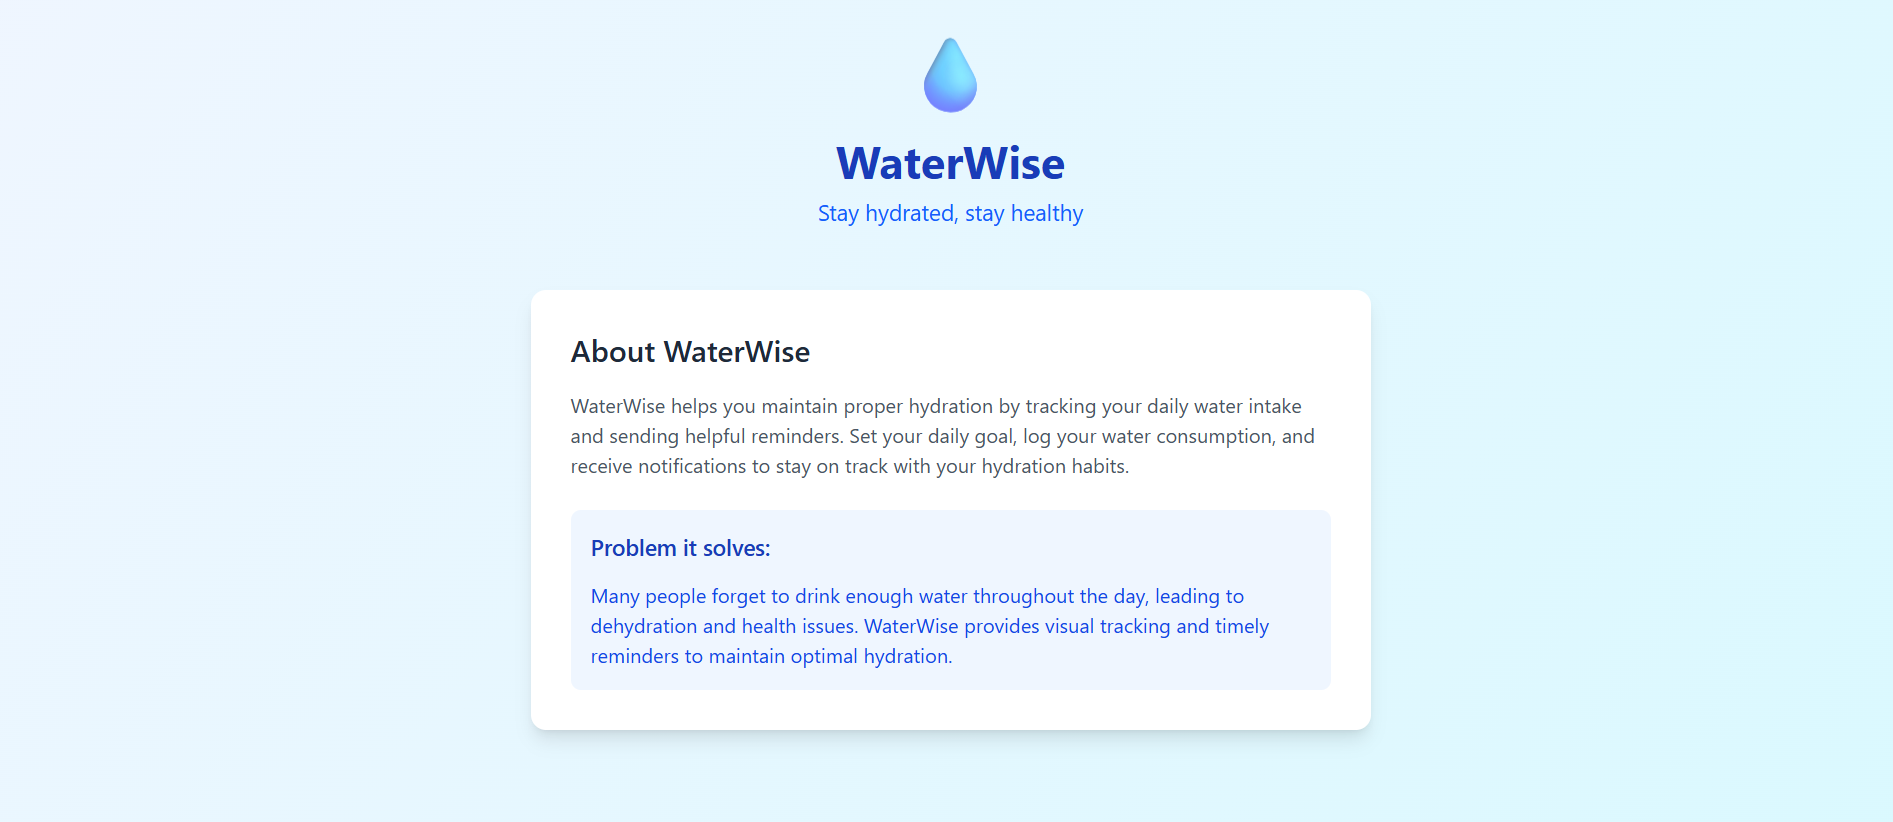 WaterWise
Stay hydrated, stay healthy
About WaterWise
WaterWise helps you maintain proper hydration by tracking your daily water intake
and sending helpful reminders. Set your daily goal, log your water consumption, and
receive notifications to stay on track with your hydration habits.
Problem it solves:
Many people forget to drink enough water throughout the day, leading to
dehydration and health issues. WaterWise provides visual tracking and timely
reminders to maintain optimal hydration.